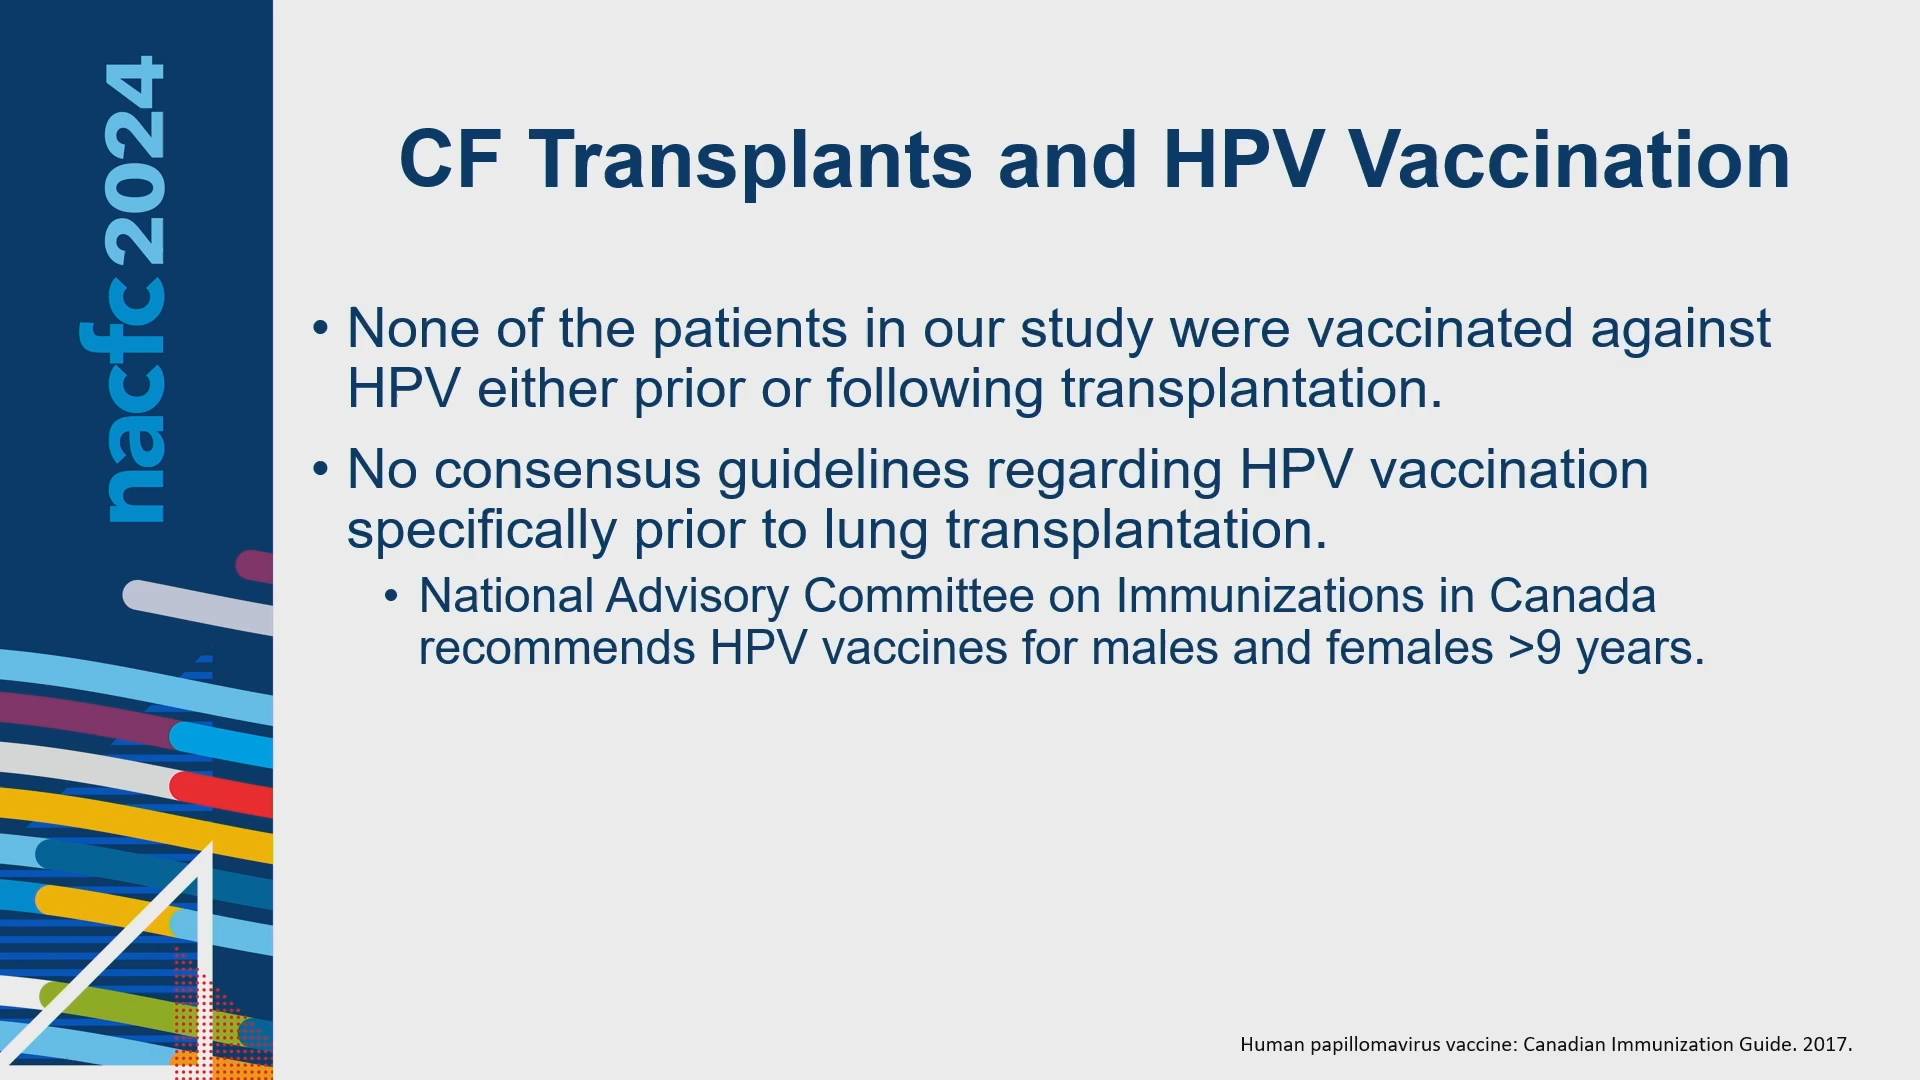 nacfc 2024
CF Transplants and HPV Vaccination
• None of the patients in our study were vaccinated against
HPV either prior or following transplantation.
• No consensus guidelines regarding HPV vaccination
specifically prior to lung transplantation.
• National Advisory Committee on Immunizations in Canada
recommends HPV vaccines for males and females >9 years.
Human papillomavirus vaccine: Canadian Immunization Guide. 2017.